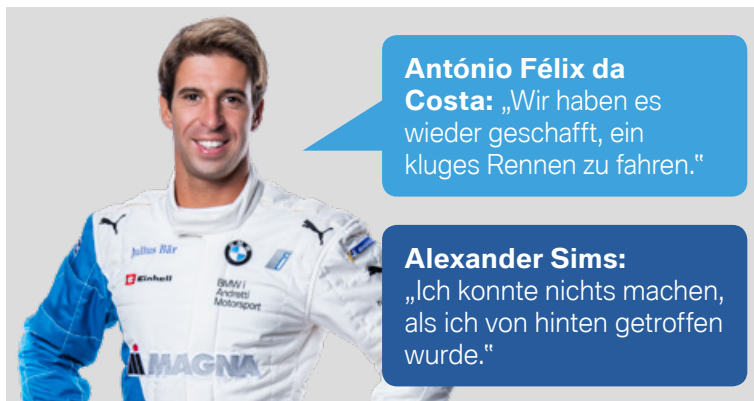 António Félix da
Costa: „Wir haben es
wieder geschafft, ein
kluges Rennen zu fahren."
Alexander Sims:
„Ich konnte nichts machen,
als ich von hinten getroffen
wurde."
Julius Bär
BMW
i
Einhell
BMW i
Andretti
Motorsport
MAGNA